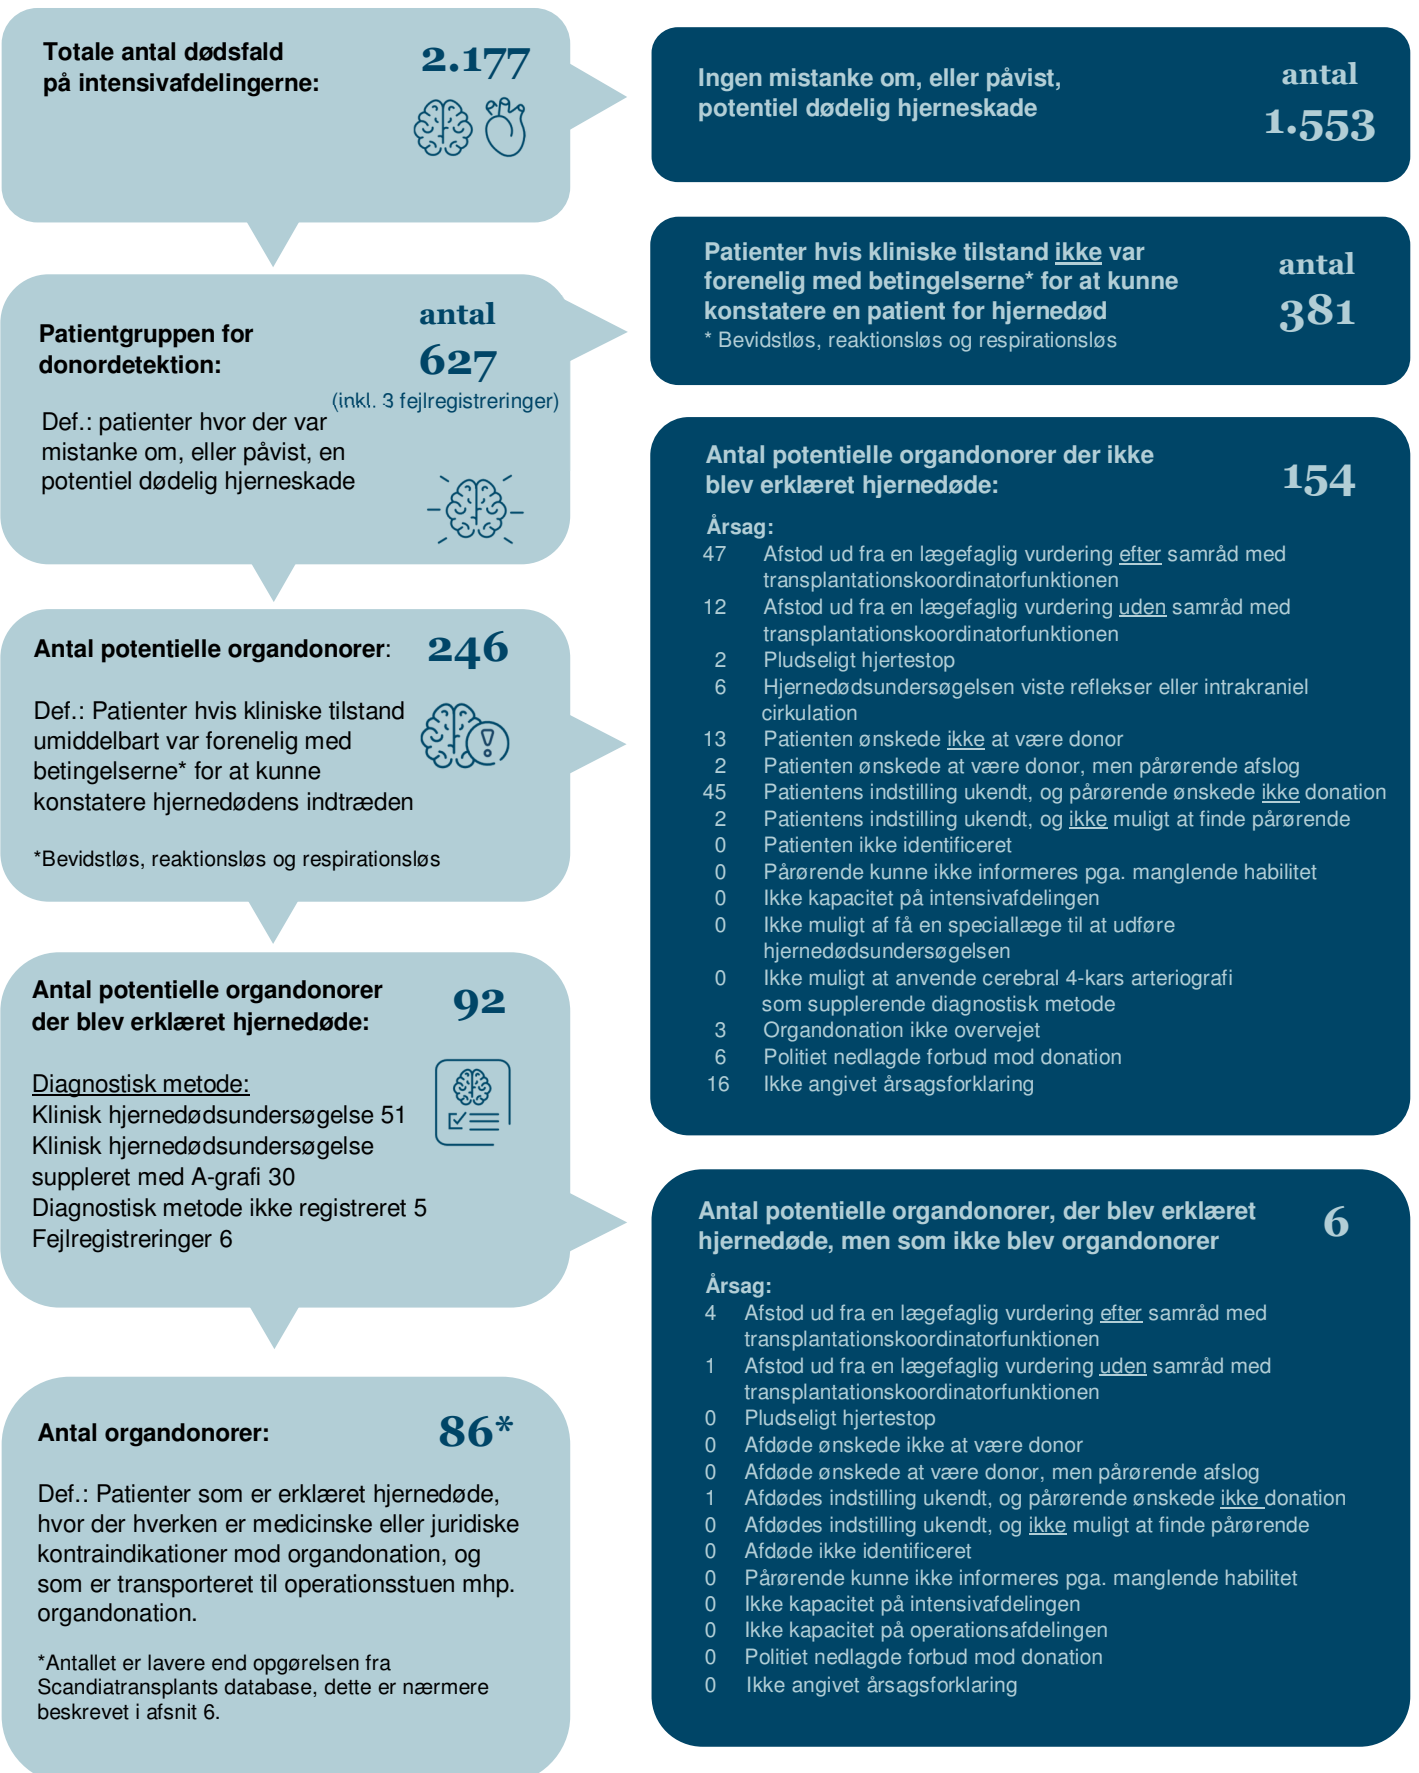 Totale antal dødsfald
på intensivafdelingerne:
2.177
Ingen mistanke om, eller påvist,
potentiel dødelig hjerneskade
antal
1.553
Patientgruppen for
donordetektion:
antal
627
(inkl. 3 fejlregistreringer)
Def.: patienter hvor der var
mistanke om, eller påvist, en
potentiel dødelig hjerneskade
Patienter hvis kliniske tilstand ikke var
forenelig med betingelserne* for at kunne
konstatere en patient for hjernedød
* Bevidstløs, reaktionsløs og respirationsløs
antal
381
Antal potentielle organdonorer:
246
Def.: Patienter hvis kliniske tilstand
umiddelbart var forenelig med
betingelserne* for at kunne
konstatere hjernedødens indtræden
*Bevidstløs, reaktionsløs og respirationsløs
Antal potentielle organdonorer der ikke
blev erklæret hjernedøde:
154
Årsag:
47 Afstod ud fra en lægefaglig vurdering efter samråd med
transplantationskoordinatorfunktionen
12 Afstod ud fra en lægefaglig vurdering uden samråd med
transplantationskoordinatorfunktionen
2 Pludseligt hjertestop
6 Hjernedødsundersøgelsen viste reflekser eller intrakraniel
cirkulation
13 Patienten ønskede ikke at være donor
2 Patienten ønskede at være donor, men pårørende afslog
45 Patientens indstilling ukendt, og pårørende ønskede ikke donation
2 Patientens indstilling ukendt, og ikke muligt at finde pårørende
0 Patienten ikke identificeret
0 Pårørende kunne ikke informeres pga. manglende habilitet
0 Ikke kapacitet på intensivafdelingen
0 Ikke muligt af få en speciallæge til at udføre
hjernedødsundersøgelsen
0 Ikke muligt at anvende cerebral 4-kars arteriografi
som supplerende diagnostisk metode
3 Organdonation ikke overvejet
6 Politiet nedlagde forbud mod donation
16 Ikke angivet årsagsforklaring
Antal potentielle organdonorer
der blev erklæret hjernedøde:
92
Diagnostisk metode:
Klinisk hjernedødsundersøgelse 51
Klinisk hjernedødsundersøgelse
suppleret med A-grafi 30
Diagnostisk metode ikke registreret 5
Fejlregistreringer 6
Antal potentielle organdonorer, der blev erklæret
hjernedøde, men som ikke blev organdonorer
6
Årsag:
4 Afstod ud fra en lægefaglig vurdering efter samråd med
transplantationskoordinatorfunktionen
1 Afstod ud fra en lægefaglig vurdering uden samråd med
transplantationskoordinatorfunktionen
0 Pludseligt hjertestop
0 Afdøde ønskede ikke at være donor
0 Afdøde ønskede at være donor, men pårørende afslog
1 Afdødes indstilling ukendt, og pårørende ønskede ikke donation
0 Afdødes indstilling ukendt, og ikke muligt at finde pårørende
0 Afdøde ikke identificeret
0 Pårørende kunne ikke informeres pga. manglende habilitet
0 Ikke kapacitet på intensivafdelingen
0 Ikke kapacitet på operationsafdelingen
0 Politiet nedlagde forbud mod donation
0 Ikke angivet årsagsforklaring
Antal organdonorer:
86*
Def.: Patienter som er erklæret hjernedøde,
hvor der hverken er medicinske eller juridiske
kontraindikationer mod organdonation, og
som er transporteret til operationsstuen mhp.
organdonation.
*Antallet er lavere end opgørelsen fra
Scandiatransplants database, dette er nærmere
beskrevet i afsnit 6.